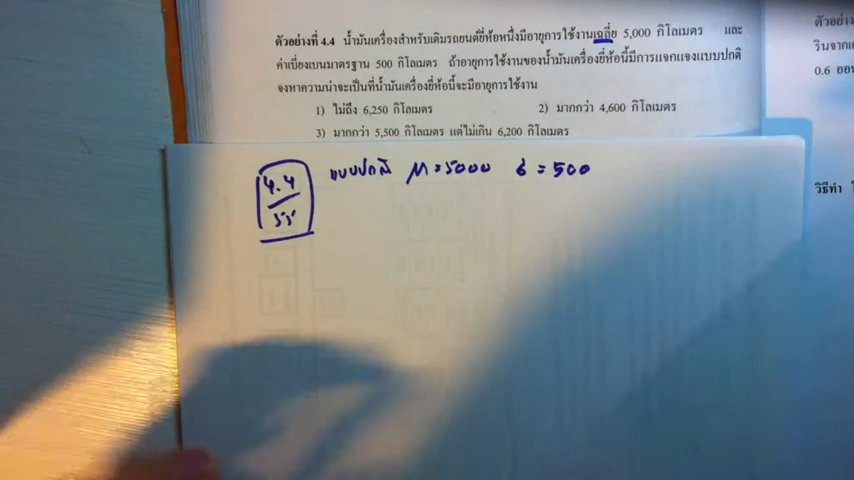 ตัวอย่างที่ 4.4 น้ำมันเครื่องสำหรับเติมรถยนต์ยี่ห้อหนึ่งมีอายุการใช้งานเฉลี่ย 5,000 กิโลเมตร และ
ค่าเบี่ยงเบนมาตรฐาน 500 กิโลเมตร ถ้าอายุการใช้งานของน้ำมันเครื่องยี่ห้อนี้มีการแจกแจงแบบปกติ
จงหาความน่าจะเป็นที่น้ำมันเครื่องยี่ห้อนี้จะมีอายุการใช้งาน
1) ไม่ถึง 6,250 กิโลเมตร 2) มากกว่า 4,600 กิโลเมตร
3) มากกว่า 5,500 กิโลเมตร แต่ไม่เกิน 6,200 กิโลเมตร
4.4 แบบปกติ μ = 5000 σ = 500
55
ตัวอย่าง
รินจากเ
0.6 ออน
วิธีทำ